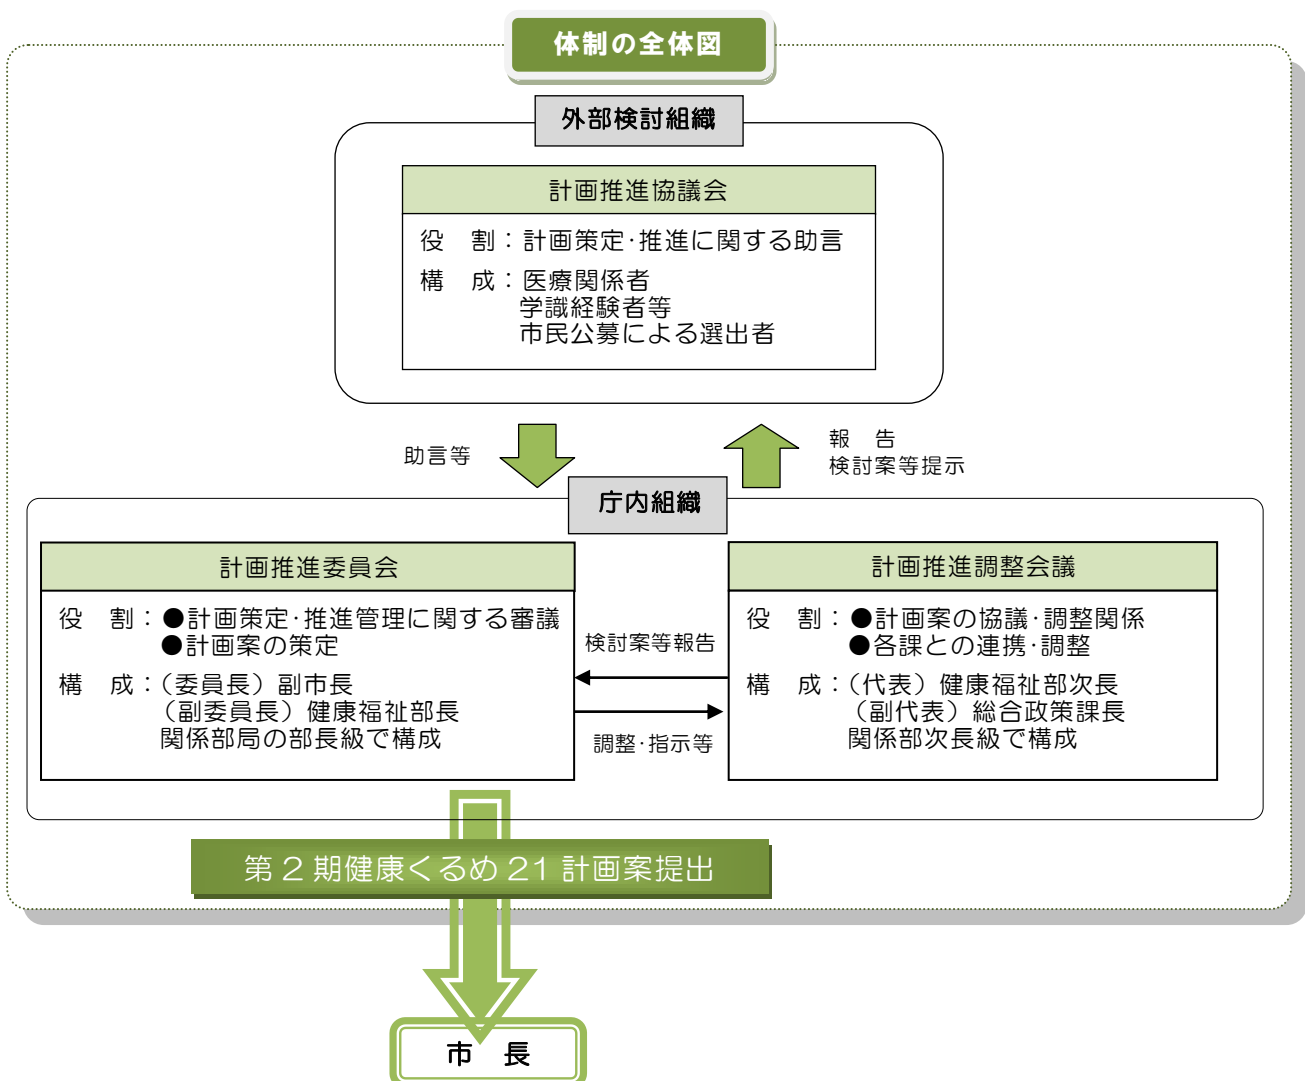 体制の全体図
外部検討組織
計画推進協議会
役　割：計画策定・推進に関する助言
構　成：医療関係者
学識経験者等
市民公募による選出者
助言等
報　告
検討案等提示
庁内組織
計画推進委員会
役　割：●計画策定・推進管理に関する審議
●計画案の策定
構　成：（委員長）副市長
（副委員長）健康福祉部長
関係部局の部長級で構成
検討案等報告
調整・指示等
計画推進調整会議
役　割：●計画案の協議・調整関係
●各課との連携・調整
構　成：（代表）健康福祉部次長
（副代表）総合政策課長
関係部次長級で構成
第２期健康くるめ21 計画案提出
市　長